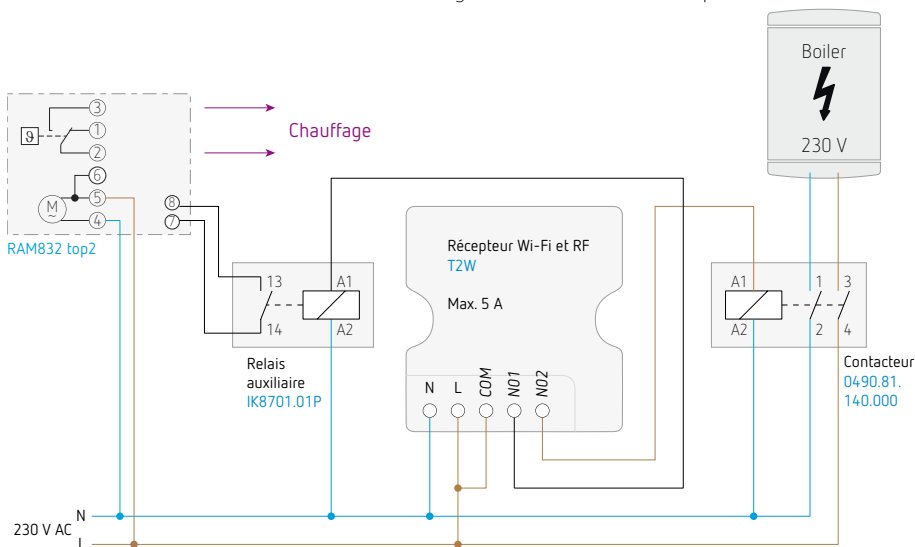 Boiler
230 V
3
1
2
6
5
4
8
7
ϑ
M
~
Chauffage
RAM832 top2
13
14
A1
A2
Relais
auxiliaire
IK8701.01P
Récepteur Wi-Fi et RF
T2W
Max. 5 A
N
L
COM
NO1
NO2
A1
A2
1
3
2
4
Contacteur
0490.81.
140.000
230 V AC
N